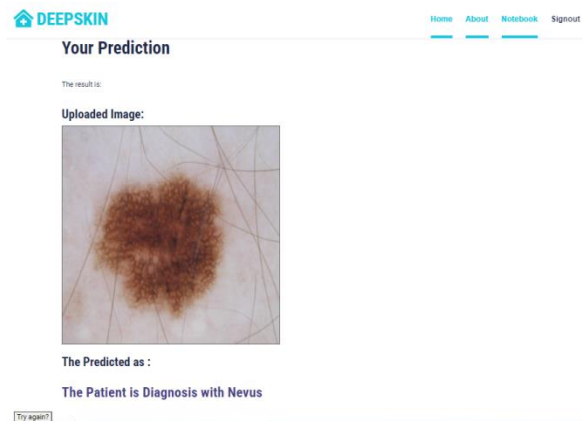 DEEPSKIN
Home About Notebook Signout
Your Prediction
The result is:
Uploaded Image:
The Predicted as :
The Patient is Diagnosis with Nevus
Try again?